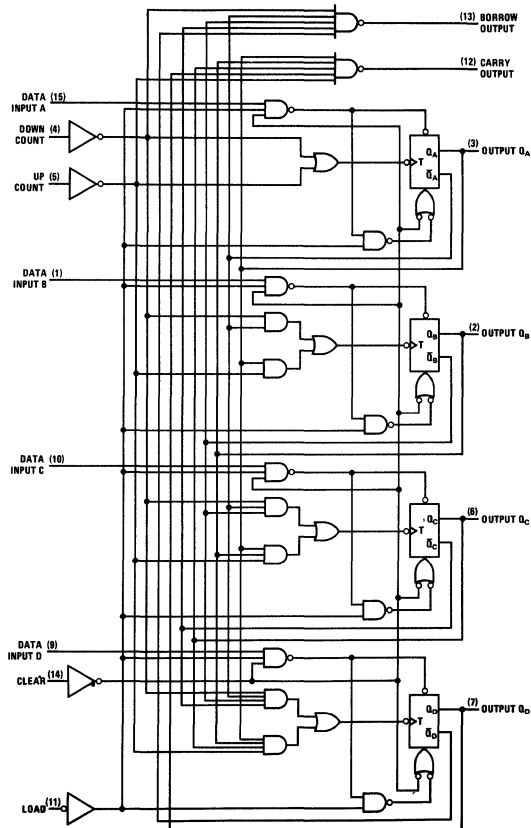 (13) BORROW
OUTPUT
(12) CARRY
OUTPUT
DATA (15)
INPUT A
DOWN (4)
COUNT
UP (5)
COUNT
QA
T
Q̅A
(3) OUTPUT QA
DATA (1)
INPUT B
QB
T
Q̅B
(2) OUTPUT QB
DATA (10)
INPUT C
QC
T
Q̅C
(6) OUTPUT QC
DATA (9)
INPUT D
CLEAR (14)
QD
T
Q̅D
(7) OUTPUT QD
LOAD (11)